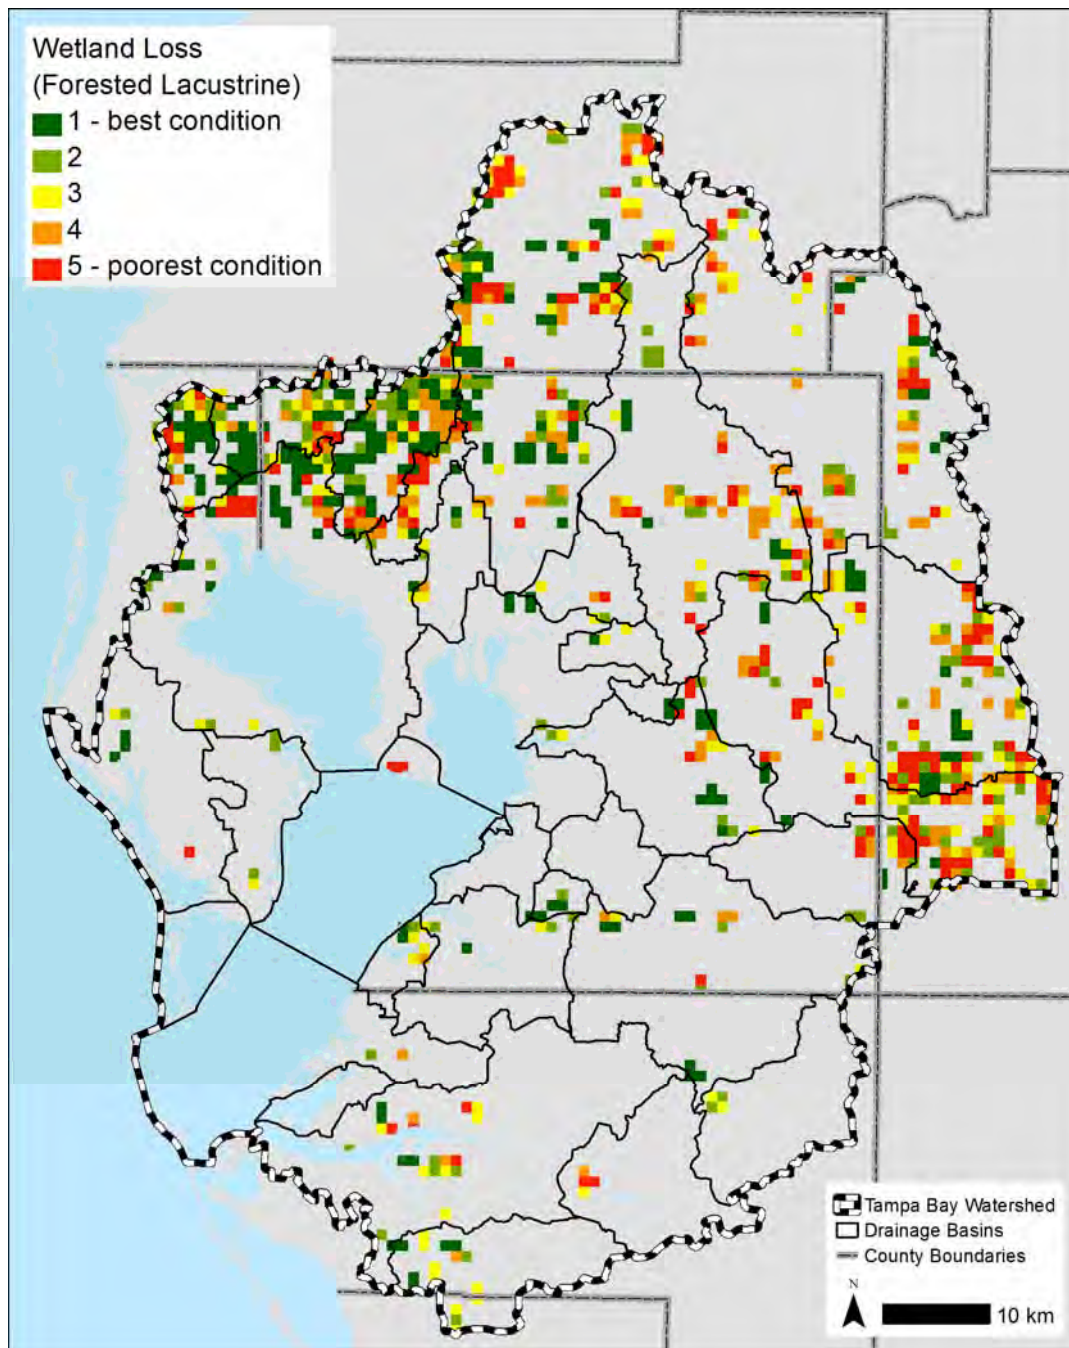 Wetland Loss
(Forested Lacustrine)
1 - best condition
2
3
4
5 - poorest condition
Tampa Bay Watershed
Drainage Basins
County Boundaries
N
10 km